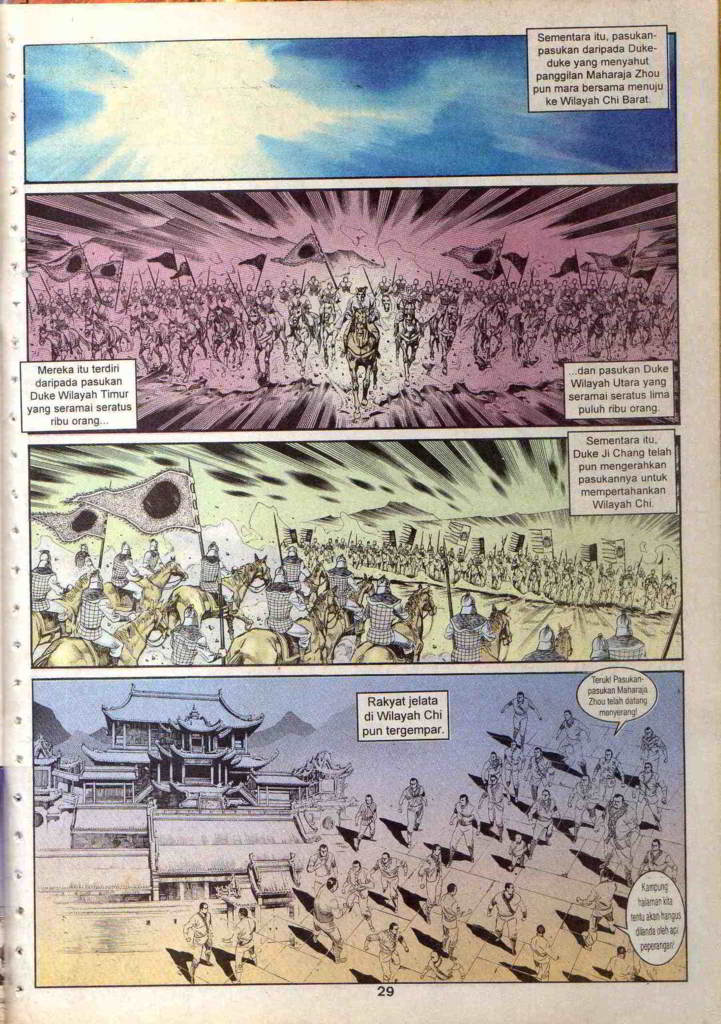 Sementara itu, pasukan-
pasukan daripada Duke-
duke yang menyahut
panggilan Maharaja Zhou
pun mara bersama menuju
ke Wilayah Chi Barat.
Mereka itu terdiri
daripada pasukan
Duke Wilayah Timur
yang seramai seratus
ribu orang...
...dan pasukan Duke
Wilayah Utara yang
seramai seratus lima
puluh ribu orang.
Sementara itu,
Duke Ji Chang telah
pun mengerahkan
pasukannya untuk
mempertahankan
Wilayah Chi.
Rakyat jelata
di Wilayah Chi
pun tergempar.
Teruk! Pasukan-
pasukan Maharaja
Zhou telah datang
menyerang!
Kampung
halaman kita
tentu akan hangus
dilanda oleh api
peperangan!
29